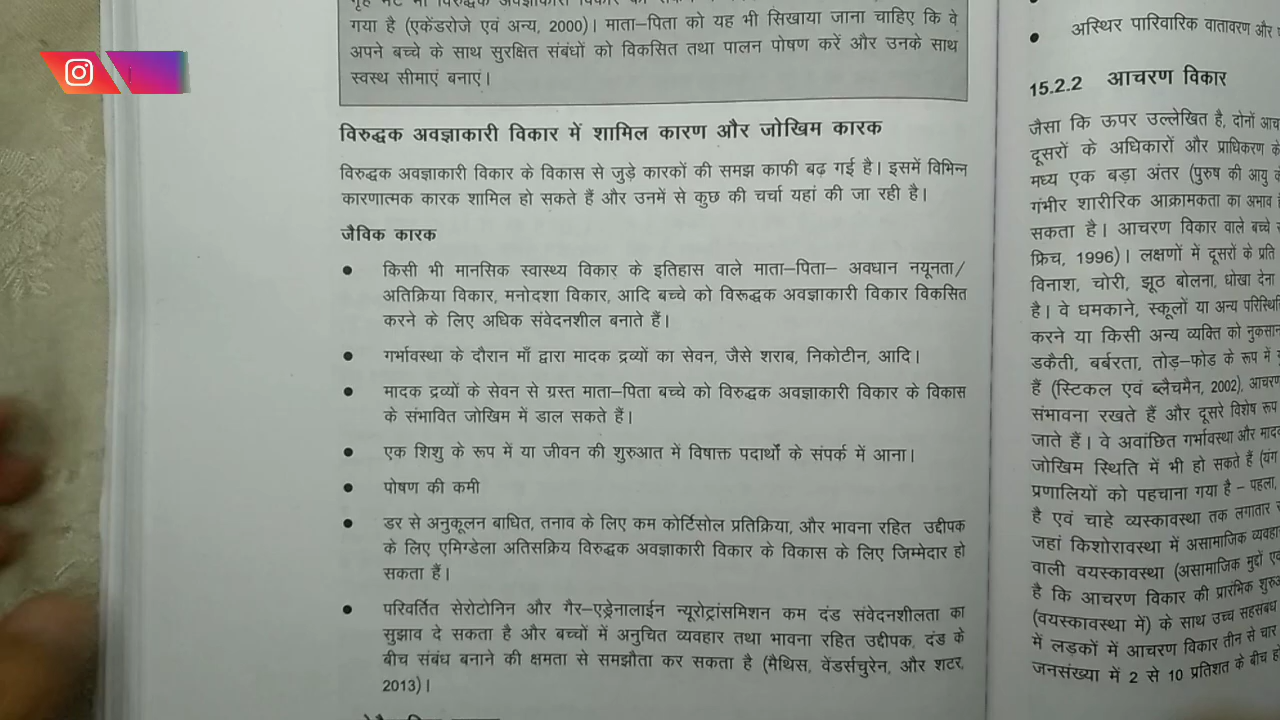 गया है (एकेंडरोजे एवं अन्य, 2000)। माता–पिता को यह भी सिखाया जाना चाहिए कि वे
अपने बच्चे के साथ सुरक्षित संबंधों को विकसित तथा पालन पोषण करें और उनके साथ
स्वस्थ सीमाएं बनाएं।
विरुद्धक अवज्ञाकारी विकार में शामिल कारण और जोखिम कारक
विरुद्धक अवज्ञाकारी विकार के विकास से जुड़े कारकों की समझ काफी बढ़ गई है। इसमें विभिन्न
कारणात्मक कारक शामिल हो सकते हैं और उनमें से कुछ की चर्चा यहां की जा रही है।
जैविक कारक
● किसी भी मानसिक स्वास्थ्य विकार के इतिहास वाले माता–पिता– अवधान नयूनता/
अतिक्रिया विकार, मनोदशा विकार, आदि बच्चे को विरूद्धक अवज्ञाकारी विकार विकसित
करने के लिए अधिक संवेदनशील बनाते हैं।
● गर्भावस्था के दौरान माँ द्वारा मादक द्रव्यों का सेवन, जैसे शराब, निकोटीन, आदि।
● मादक द्रव्यों के सेवन से ग्रस्त माता–पिता बच्चे को विरुद्धक अवज्ञाकारी विकार के विकास
के संभावित जोखिम में डाल सकते हैं।
● एक शिशु के रूप में या जीवन की शुरुआत में विषाक्त पदार्थों के संपर्क में आना।
● पोषण की कमी
● डर से अनुकूलन बाधित, तनाव के लिए कम कोर्टिसोल प्रतिक्रिया, और भावना रहित उद्दीपक
के लिए एमिग्डेला अतिसक्रिय विरुद्धक अवज्ञाकारी विकार के विकास के लिए जिम्मेदार हो
सकता हैं।
● परिवर्तित सेरोटोनिन और गैर–एड्रेनालाईन न्यूरोट्रांसमिशन कम दंड संवेदनशीलता का
सुझाव दे सकता है और बच्चों में अनुचित व्यवहार तथा भावना रहित उद्दीपक, दंड के
बीच संबंध बनाने की क्षमता से समझौता कर सकता है (मैथिस, वेंडर्सचुरेन, और शटर,
2013)।
● अस्थिर पारिवारिक वातावरण और
15.2.2 आचरण विकार
जैसा कि ऊपर उल्लेखित है, दोनों
दूसरों के अधिकारों और प्राधिकरण के
मध्य एक बड़ा अंतर (पुरुष की आयु
गंभीर शारीरिक आक्रामकता का अभाव
सकता है। आचरण विकार वाले बच्चे
फ्रिच, 1996)। लक्षणों में दूसरों के प्रति
विनाश, चोरी, झूठ बोलना, धोखा देना
है। वे धमकाने, स्कूलों या अन्य
करने या किसी अन्य व्यक्ति को
डकैती, बर्बरता, तोड़–फोड़ के रूप में
हैं (स्टिकल एवं ब्लैचमैन, 2002), आचरण
संभावना रखते हैं और दूसरे विशेष रूप
जाते हैं। वे अवांछित गर्भावस्था और
जोखिम स्थिति में भी हो सकते हैं (यंग
प्रणालियों को पहचाना गया है – पहला,
है एवं चाहे व्यस्कावस्था तक लगातार
जहां किशोरावस्था में असामाजिक
वाली वयस्कावस्था (असामाजिक मुद्दों
है कि आचरण विकार की प्रारंभिक
(वयस्कावस्था में) के साथ उच्च सहसबंध
में लड़कों में आचरण विकार तीन से चार
जनसंख्या में 2 से 10 प्रतिशत के बीच